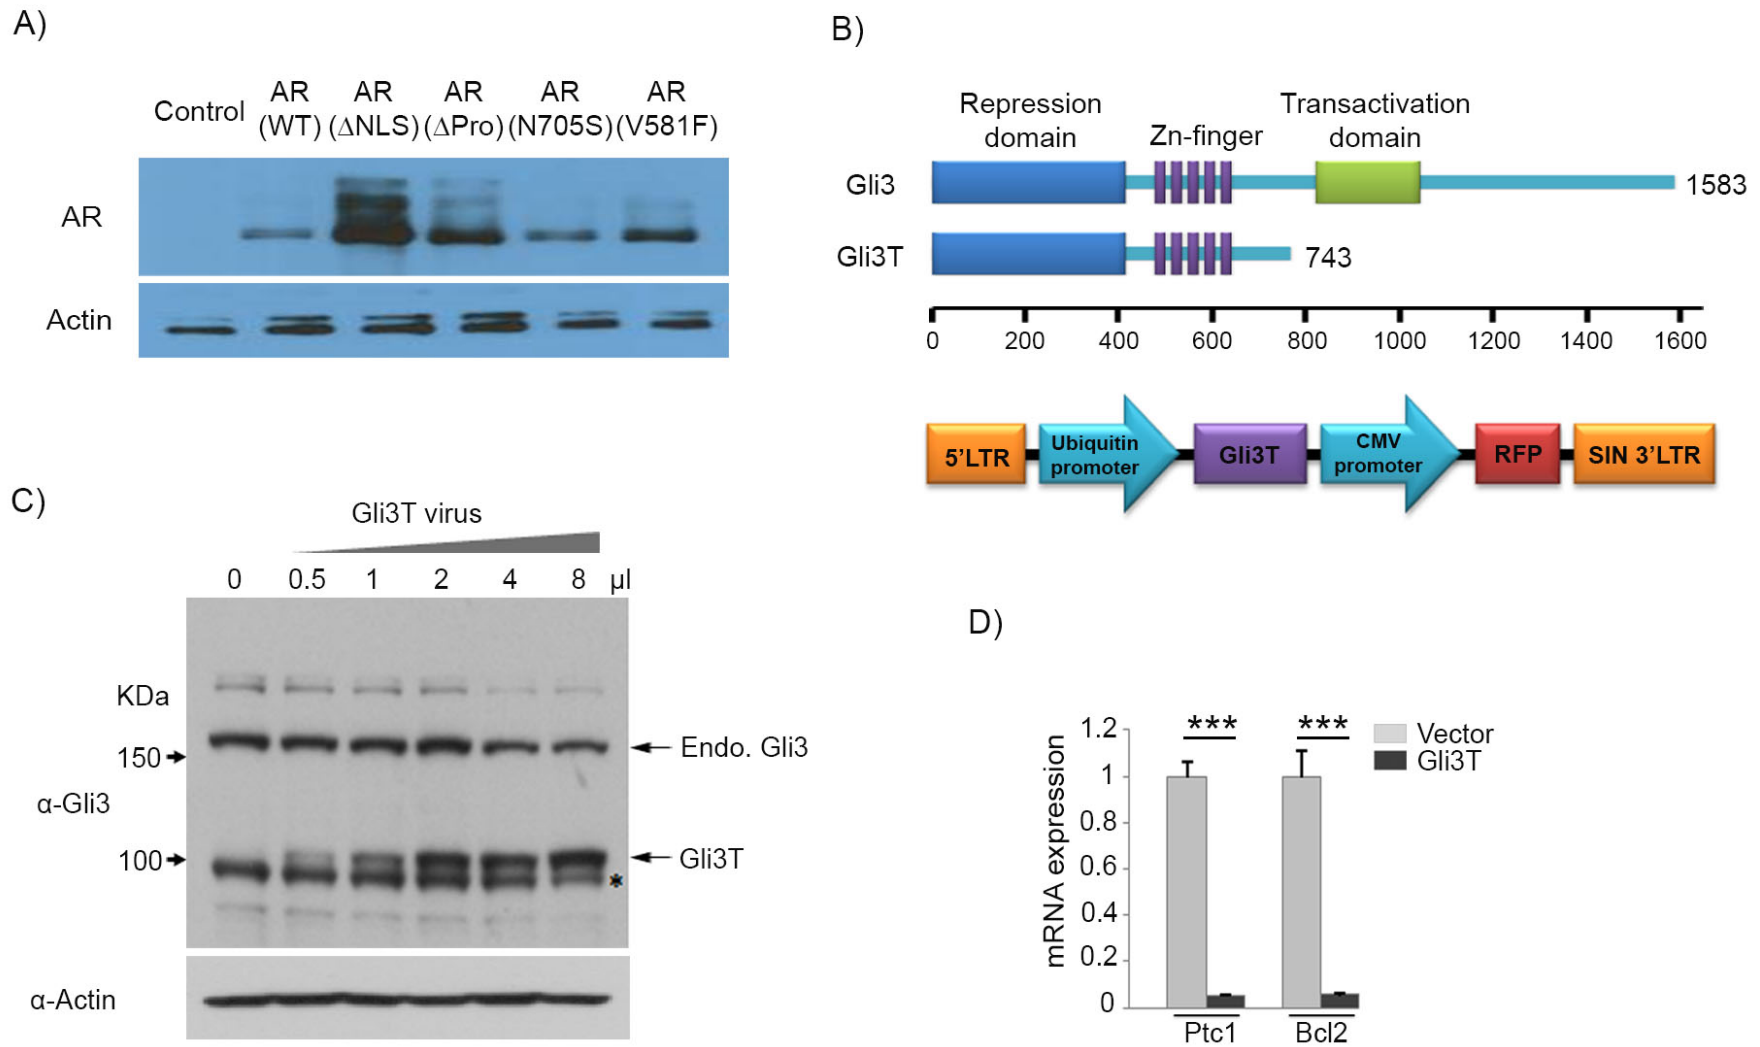 A)
Control
AR AR AR AR AR
(WT) (ΔNLS) (ΔPro) (N705S) (V581F)
AR
Actin
B)
Repression domain
Zn-finger
Transactivation domain
Gli3
1583
Gli3T
743
0 200 400 600 800 1000 1200 1400 1600
5'LTR
Ubiquitin promoter
Gli3T
CMV promoter
RFP
SIN 3'LTR
C)
Gli3T virus
0 0.5 1 2 4 8 µl
KDa
150
Endo. Gli3
α-Gli3
100
Gli3T
*
α-Actin
D)
mRNA expression
1.2
1
0.8
0.6
0.4
0.2
0
*** ***
Vector
Gli3T
Ptc1 Bcl2